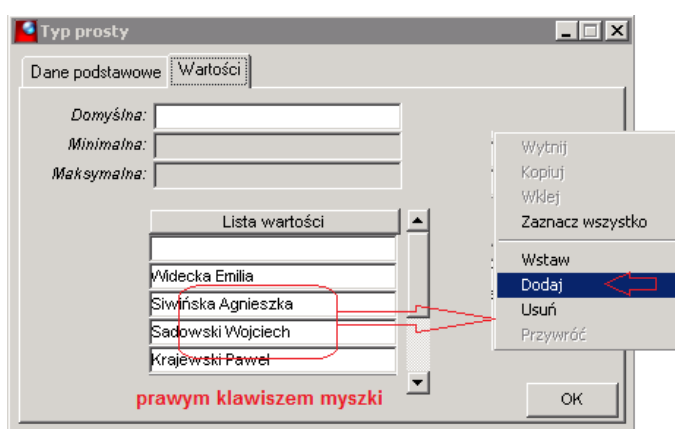 Typ prosty
Dane podstawowe Wartości
Domyślna:
Minimalna:
Maksymalna:
Lista wartości
Widecka Emilia
Siwińska Agnieszka
Sadowski Wojciech
Krajewski Paweł
prawym klawiszem myszki
Wytnij
Kopiuj
Wklej
Zaznacz wszystko
Wstaw
Dodaj
Usuń
Przywróć
OK